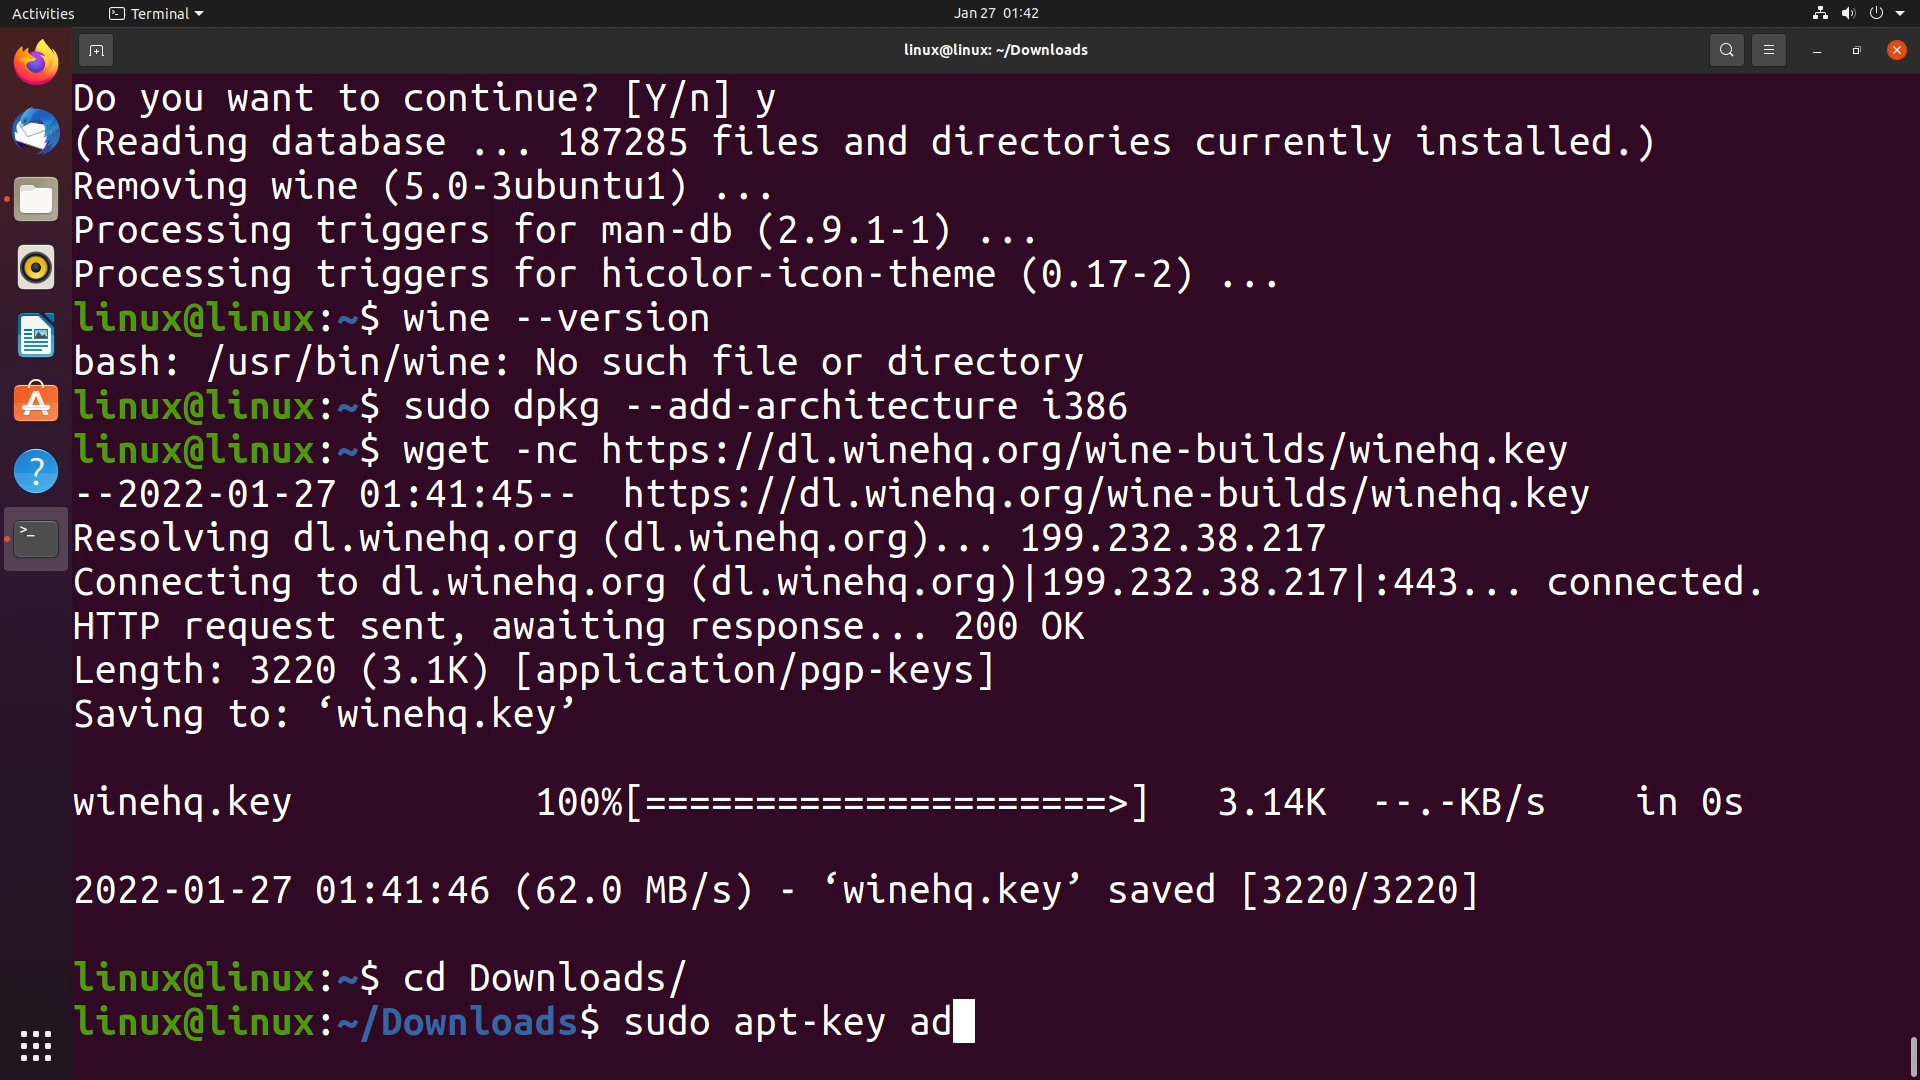 Activities Terminal Jan 27 01:42
linux@linux: ~/Downloads
Do you want to continue? [Y/n] y
(Reading database ... 187285 files and directories currently installed.)
Removing wine (5.0-3ubuntu1) ...
Processing triggers for man-db (2.9.1-1) ...
Processing triggers for hicolor-icon-theme (0.17-2) ...
linux@linux:~$ wine --version
bash: /usr/bin/wine: No such file or directory
linux@linux:~$ sudo dpkg --add-architecture i386
linux@linux:~$ wget -nc https://dl.winehq.org/wine-builds/winehq.key
--2022-01-27 01:41:45--  https://dl.winehq.org/wine-builds/winehq.key
Resolving dl.winehq.org (dl.winehq.org)... 199.232.38.217
Connecting to dl.winehq.org (dl.winehq.org)|199.232.38.217|:443... connected.
HTTP request sent, awaiting response... 200 OK
Length: 3220 (3.1K) [application/pgp-keys]
Saving to: ‘winehq.key’
winehq.key           100%[=====================>]   3.14K  --.-KB/s    in 0s
2022-01-27 01:41:46 (62.0 MB/s) - ‘winehq.key’ saved [3220/3220]
linux@linux:~$ cd Downloads/
linux@linux:~/Downloads$ sudo apt-key ad